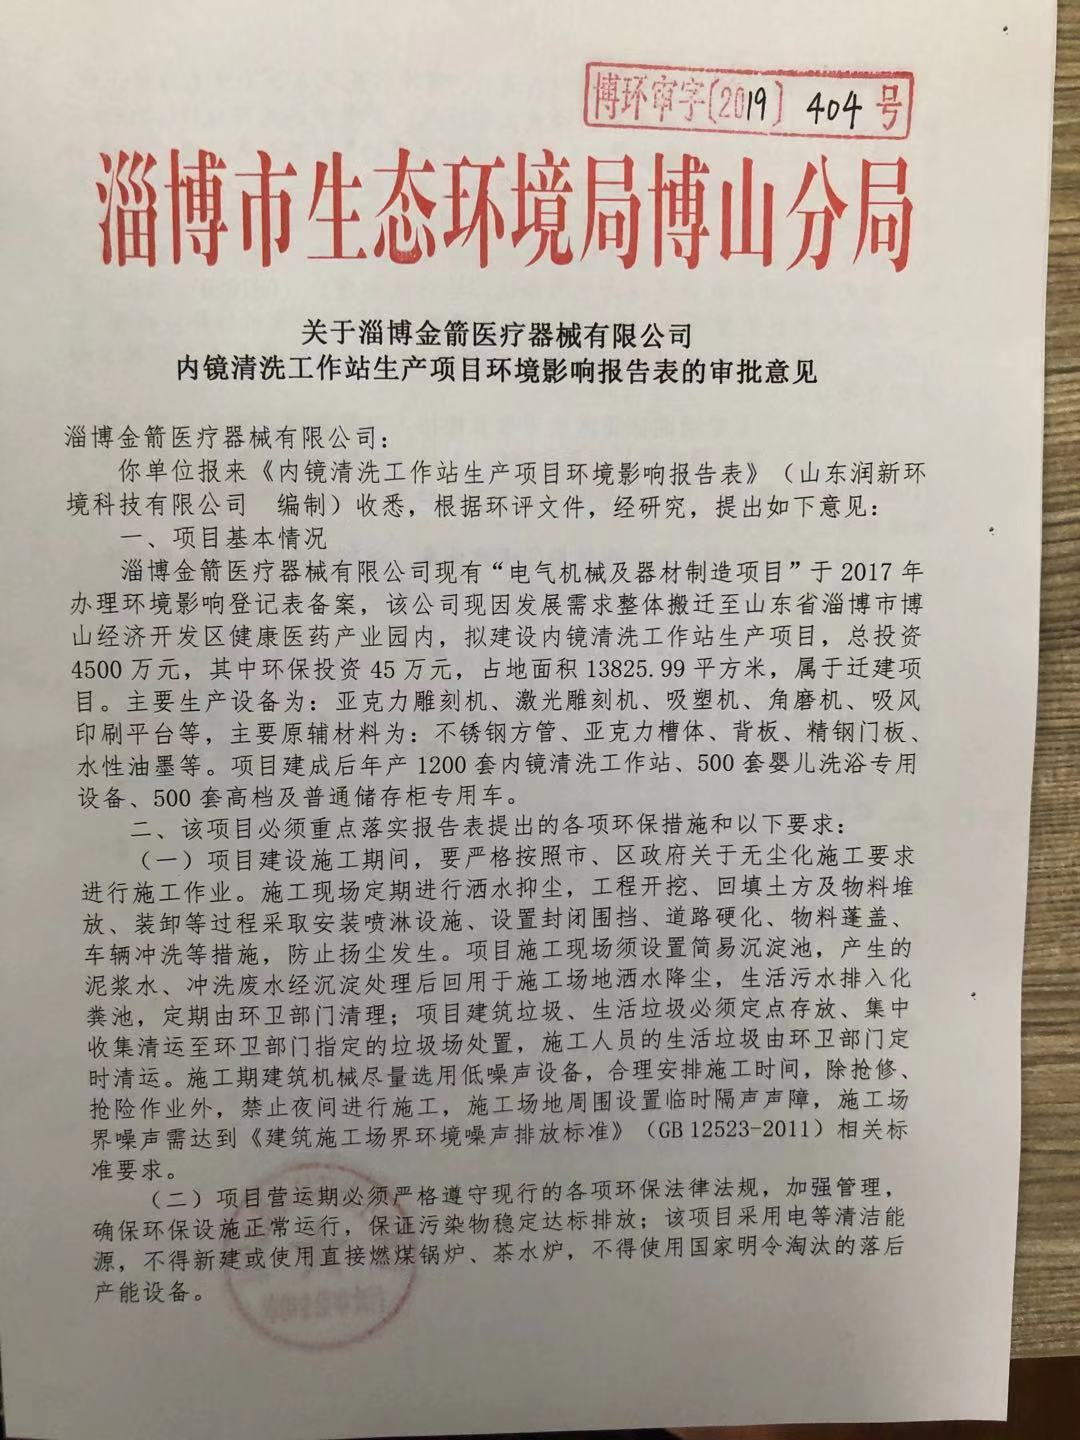 博环审字〔2019〕404号
淄博市生态环境局博山分局
关于淄博金箭医疗器械有限公司
内镜清洗工作站生产项目环境影响报告表的审批意见
淄博金箭医疗器械有限公司：
你单位报来《内镜清洗工作站生产项目环境影响报告表》（山东润新环
境科技有限公司　编制）收悉，根据环评文件，经研究，提出如下意见：
一、项目基本情况
淄博金箭医疗器械有限公司现有“电气机械及器材制造项目”于 2017 年
办理环境影响登记表备案，该公司现因发展需求整体搬迁至山东省淄博市博
山经济开发区健康医药产业园内，拟建设内镜清洗工作站生产项目，总投资
4500 万元，其中环保投资 45 万元，占地面积 13825.99 平方米，属于迁建项
目。主要生产设备为：亚克力雕刻机、激光雕刻机、吸塑机、角磨机、吸风
印刷平台等，主要原辅材料为：不锈钢方管、亚克力槽体、背板、精钢门板、
水性油墨等。项目建成后年产 1200 套内镜清洗工作站、500 套婴儿洗浴专用
设备、500 套高档及普通储存柜专用车。
二、该项目必须重点落实报告表提出的各项环保措施和以下要求：
（一）项目建设施工期间，要严格按照市、区政府关于无尘化施工要求
进行施工作业。施工现场定期进行洒水抑尘，工程开挖、回填土方及物料堆
放、装卸等过程采取安装喷淋设施、设置封闭围挡、道路硬化、物料蓬盖、
车辆冲洗等措施，防止扬尘发生。项目施工现场须设置简易沉淀池，产生的
泥浆水、冲洗废水经沉淀处理后回用于施工场地洒水降尘，生活污水排入化
粪池，定期由环卫部门清理；项目建筑垃圾、生活垃圾必须定点存放、集中
收集清运至环卫部门指定的垃圾场处置，施工人员的生活垃圾由环卫部门定
时清运。施工期建筑机械尽量选用低噪声设备，合理安排施工时间，除抢修、
抢险作业外，禁止夜间进行施工，施工场地周围设置临时隔声声障，施工场
界噪声需达到《建筑施工场界环境噪声排放标准》（GB 12523-2011）相关标
准要求。
（二）项目营运期必须严格遵守现行的各项环保法律法规，加强管理，
确保环保设施正常运行，保证污染物稳定达标排放；该项目采用电等清洁能
源，不得新建或使用直接燃煤锅炉、茶水炉，不得使用国家明令淘汰的落后
产能设备。